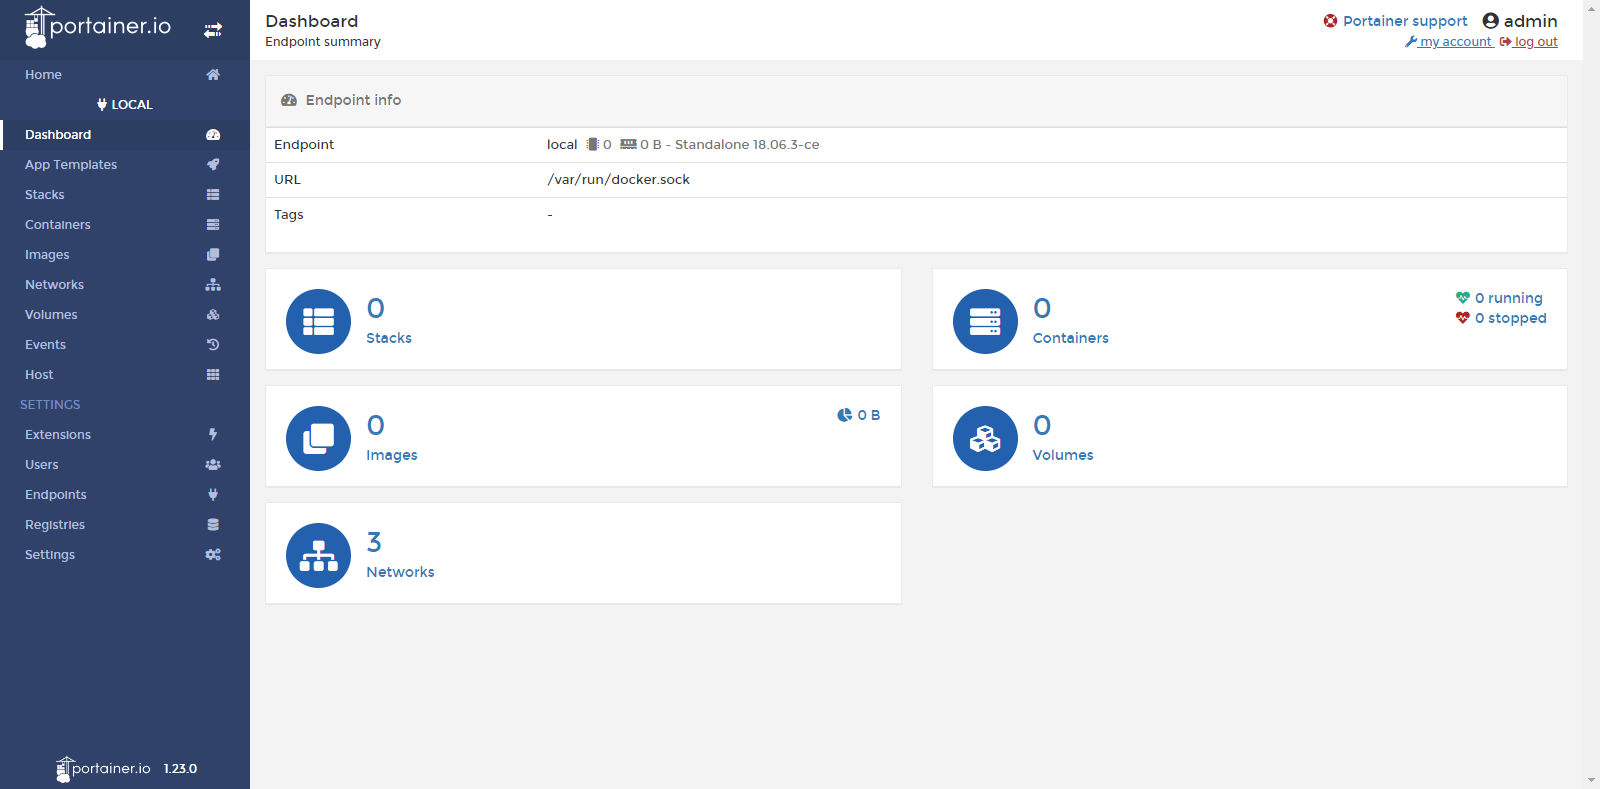 portainer.io
Home
LOCAL
Dashboard
App Templates
Stacks
Containers
Images
Networks
Volumes
Events
Host
SETTINGS
Extensions
Users
Endpoints
Registries
Settings
portainer.io 1.23.0
Dashboard
Endpoint summary
Portainer support admin
my account log out
Endpoint info
Endpoint local 0 0 B - Standalone 18.06.3-ce
URL /var/run/docker.sock
Tags -
0
Stacks
0
Containers
0 running
0 stopped
0
Images
0 B
0
Volumes
3
Networks